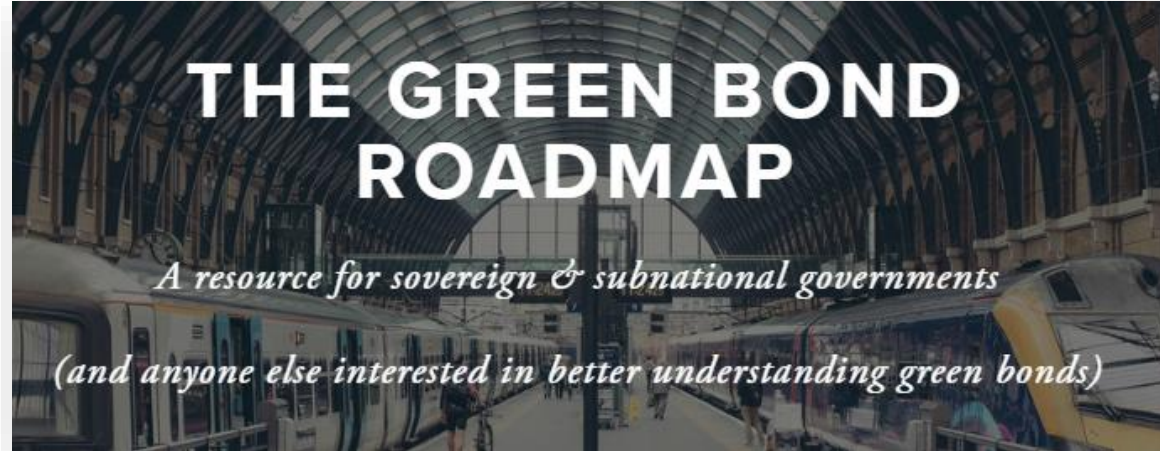 THE GREEN BOND
ROADMAP
A resource for sovereign & subnational governments
(and anyone else interested in better understanding green bonds)